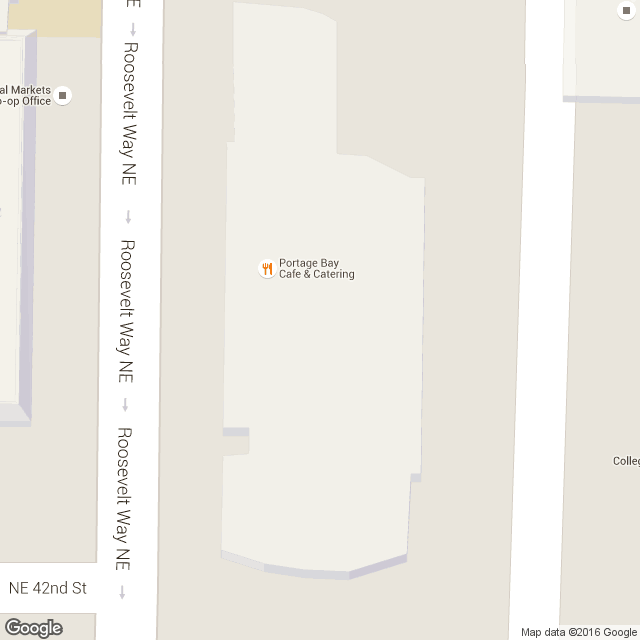 E
Roosevelt Way NE
al Markets
o-op Office
Roosevelt Way NE
Portage Bay
Cafe & Catering
Roosevelt Way NE
Colleg
NE 42nd St
Google
Map data ©2016 Google